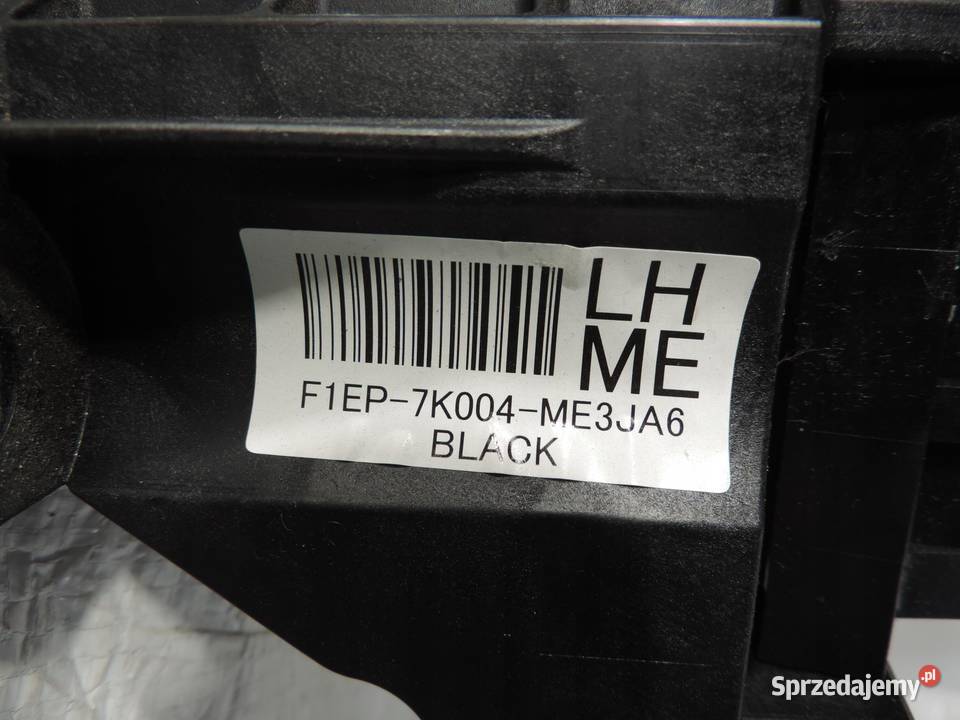 LH
ME
F1EP-7K004-ME3JA6
BLACK
Sprzedajemy.pl